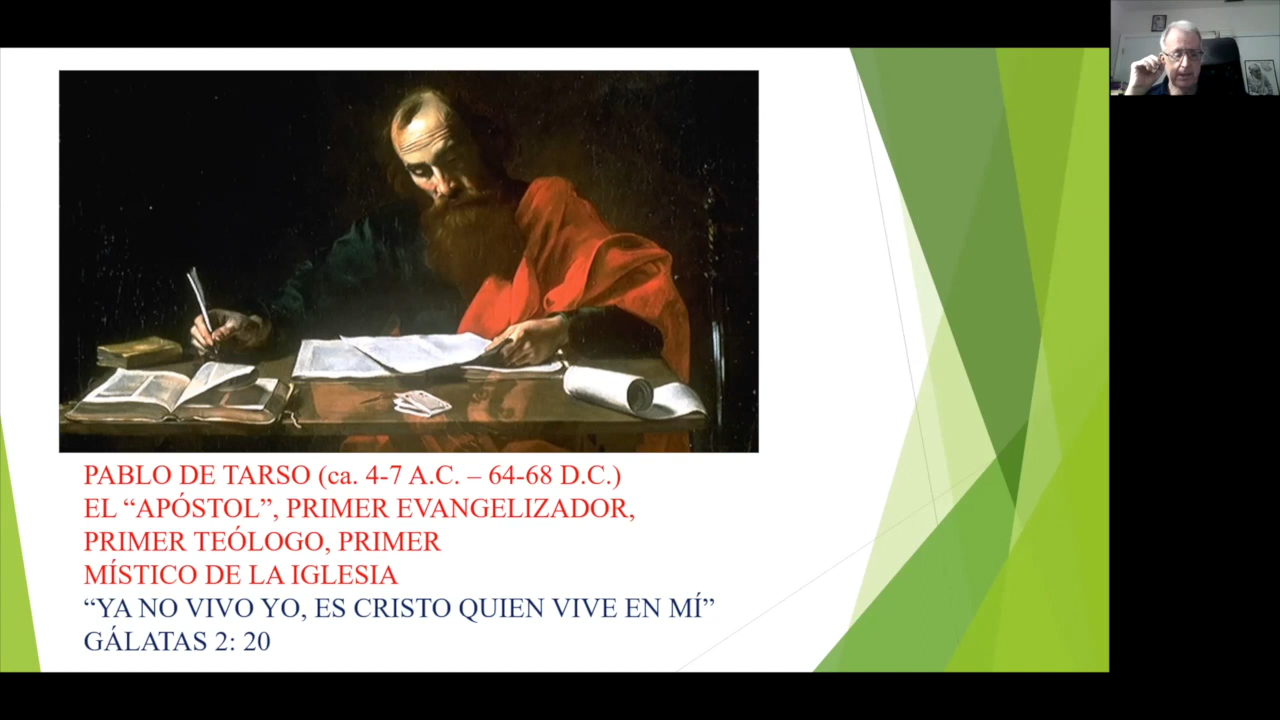 PABLO DE TARSO (ca. 4-7 A.C. – 64-68 D.C.)
EL “APÓSTOL”, PRIMER EVANGELIZADOR,
PRIMER TEÓLOGO, PRIMER
MÍSTICO DE LA IGLESIA
“YA NO VIVO YO, ES CRISTO QUIEN VIVE EN MÍ”
GÁLATAS 2: 20